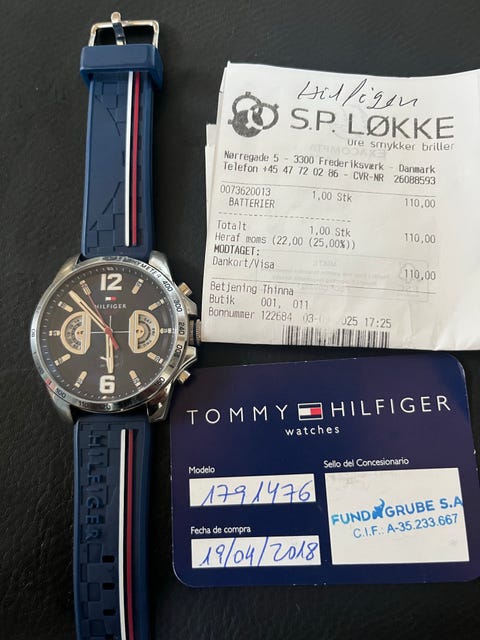 Hilfigen
S.P. LØKKE
ure smykker briller
Nørregade 5 - 3300 Frederiksværk - Danmark
Telefon +45 47 72 02 86 - CVR-NR 26088593
0073620013 1,00 Stk 110,00
BATTERIER
Totalt 1,00 Stk 110,00
Heraf moms (22,00 (25,00%))
MODTAGET:
Dankort/Visa 110,00
Betjening Thinna
Butik 001, 011
Bonnummer 122684 2025 17:25
12
HILFIGER
6
HILFIGER
TOMMY HILFIGER
watches
Modelo
1791476
Sello del Concesionario
FUNDGRUBE S.A
C.I.F.: A-35.233.667
Fecha de compra
19/04/2018